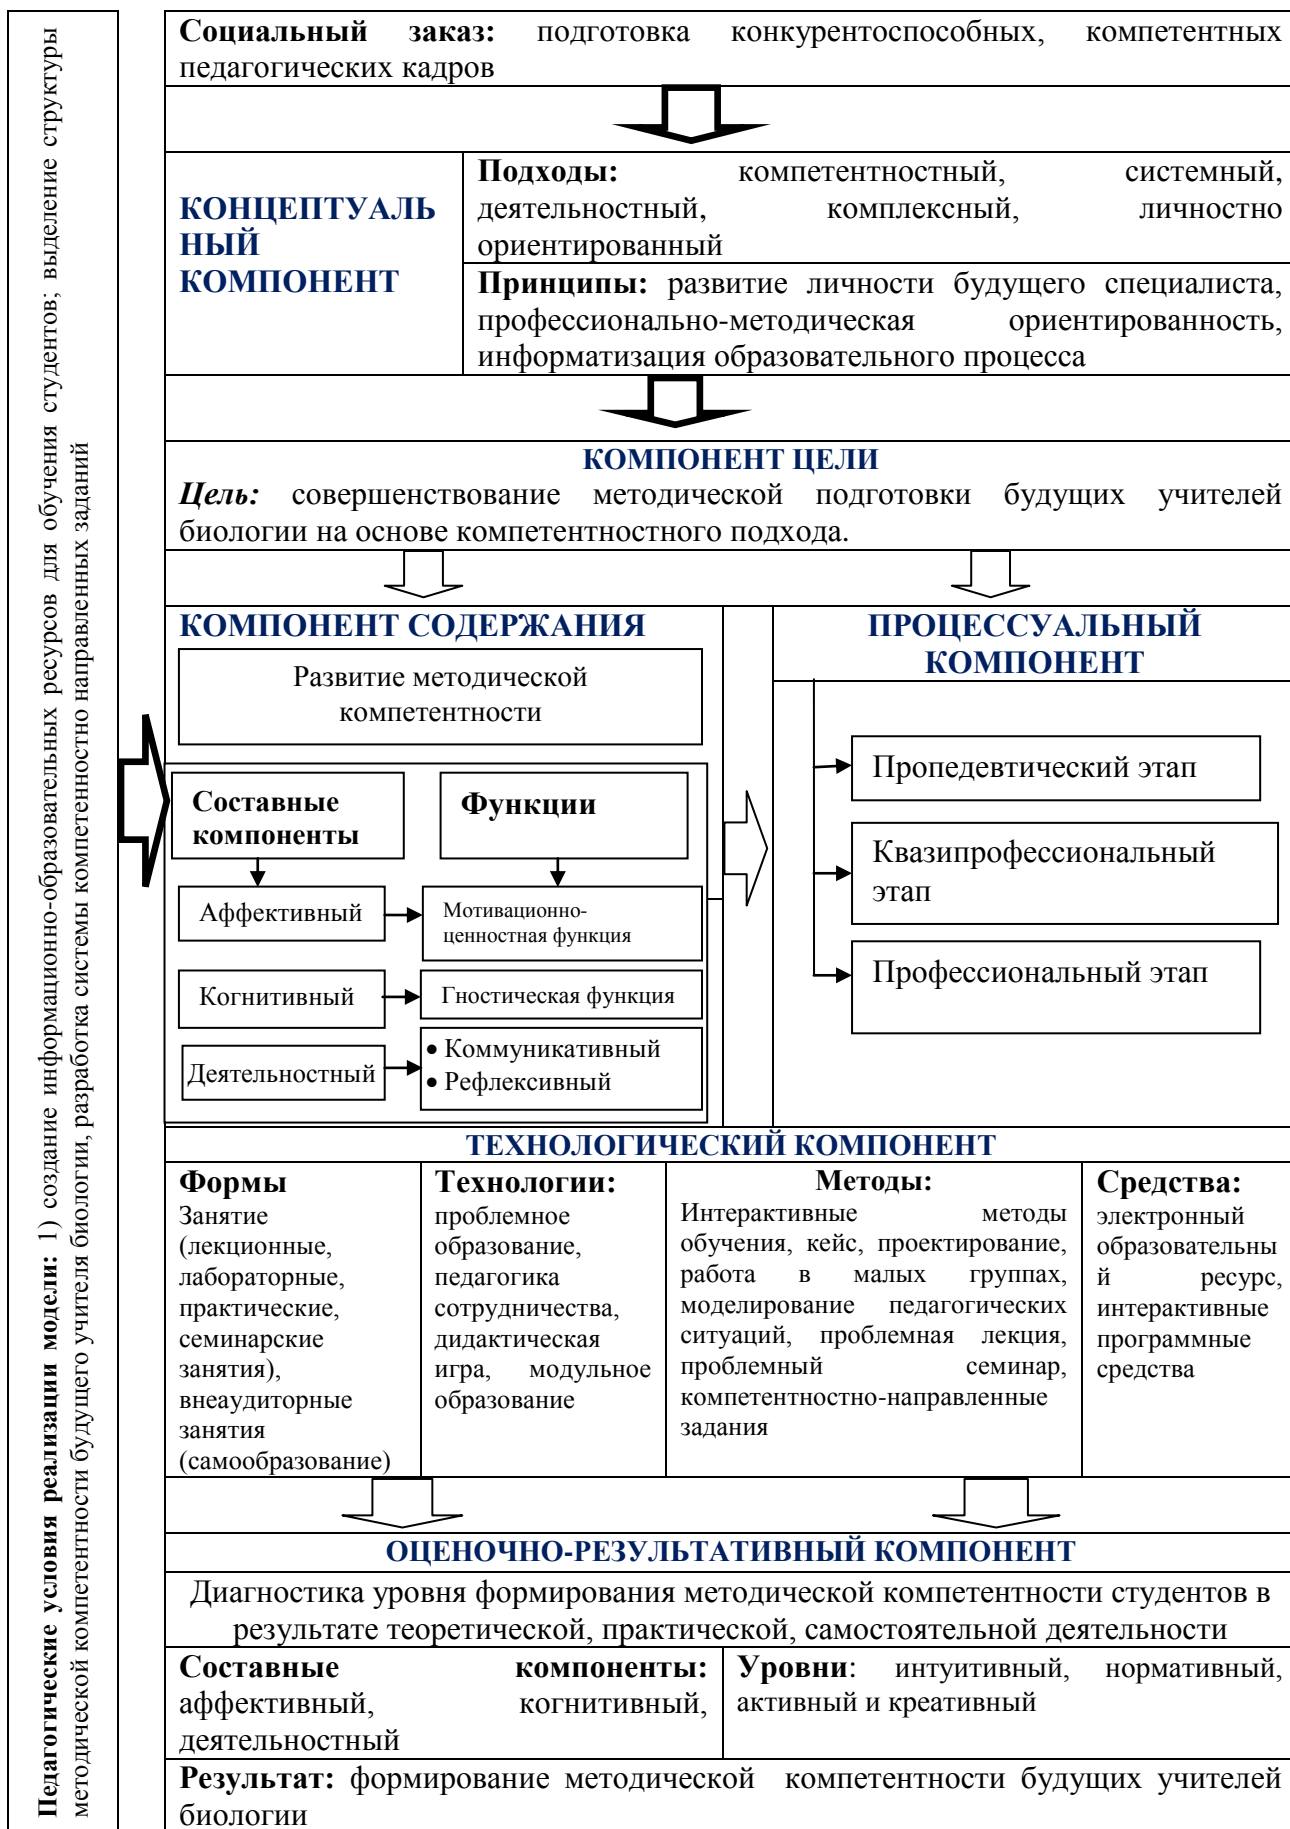 Педагогические условия реализации модели: 1) создание информационно-образовательных ресурсов для обучения студентов; выделение структуры
методической компетентности будущего учителя биологии, разработка системы компетенностно направленных заданий
Социальный заказ: подготовка конкурентоспособных, компетентных
педагогических кадров
КОНЦЕПТУАЛЬ
НЫЙ
КОМПОНЕНТ
Подходы: компетентностный, системный,
деятельностный, комплексный, личностно
ориентированный
Принципы: развитие личности будущего специалиста,
профессионально-методическая ориентированность,
информатизация образовательного процесса
КОМПОНЕНТ ЦЕЛИ
Цель: совершенствование методической подготовки будущих учителей
биологии на основе компетентностного подхода.
КОМПОНЕНТ СОДЕРЖАНИЯ
Развитие методической
компетентности
Составные
компоненты
Функции
Аффективный
Мотивационно-
ценностная функция
Когнитивный
Гностическая функция
Деятельностный
• Коммуникативный
• Рефлексивный
ПРОЦЕССУАЛЬНЫЙ
КОМПОНЕНТ
Пропедевтический этап
Квазипрофессиональный
этап
Профессиональный этап
ТЕХНОЛОГИЧЕСКИЙ КОМПОНЕНТ
Формы
Занятие
(лекционные,
лабораторные,
практические,
семинарские
занятия),
внеаудиторные
занятия
(самообразование)
Технологии:
проблемное
образование,
педагогика
сотрудничества,
дидактическая
игра, модульное
образование
Методы:
Интерактивные методы
обучения, кейс, проектирование,
работа в малых группах,
моделирование педагогических
ситуаций, проблемная лекция,
проблемный семинар,
компетентностно-направленные
задания
Средства:
электронный
образовательны
й ресурс,
интерактивные
программные
средства
ОЦЕНОЧНО-РЕЗУЛЬТАТИВНЫЙ КОМПОНЕНТ
Диагностика уровня формирования методической компетентности студентов в
результате теоретической, практической, самостоятельной деятельности
Составные компоненты:
аффективный, когнитивный,
деятельностный
Уровни: интуитивный, нормативный,
активный и креативный
Результат: формирование методической компетентности будущих учителей
биологии